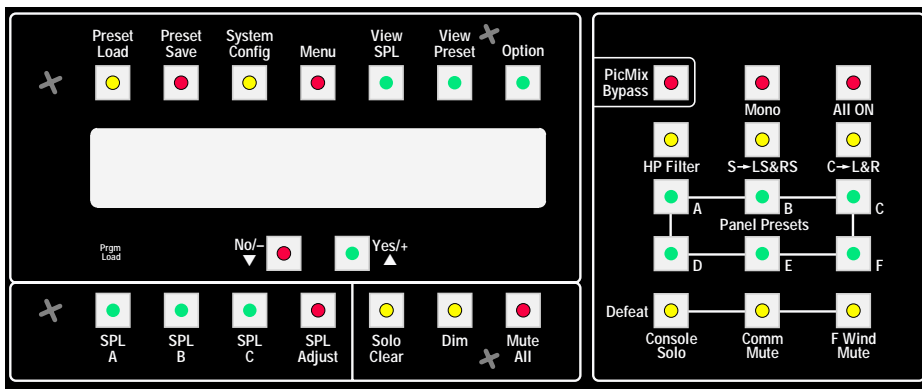 Preset Load
Preset Save
System Config
Menu
View SPL
View Preset
Option
Prgm Load
No/–
Yes/+
SPL A
SPL B
SPL C
SPL Adjust
Solo Clear
Dim
Mute All
PicMix Bypass
Mono
All ON
HP Filter
S→LS&RS
C→L&R
A
B
C
Panel Presets
D
E
F
Defeat
Console Solo
Comm Mute
F Wind Mute